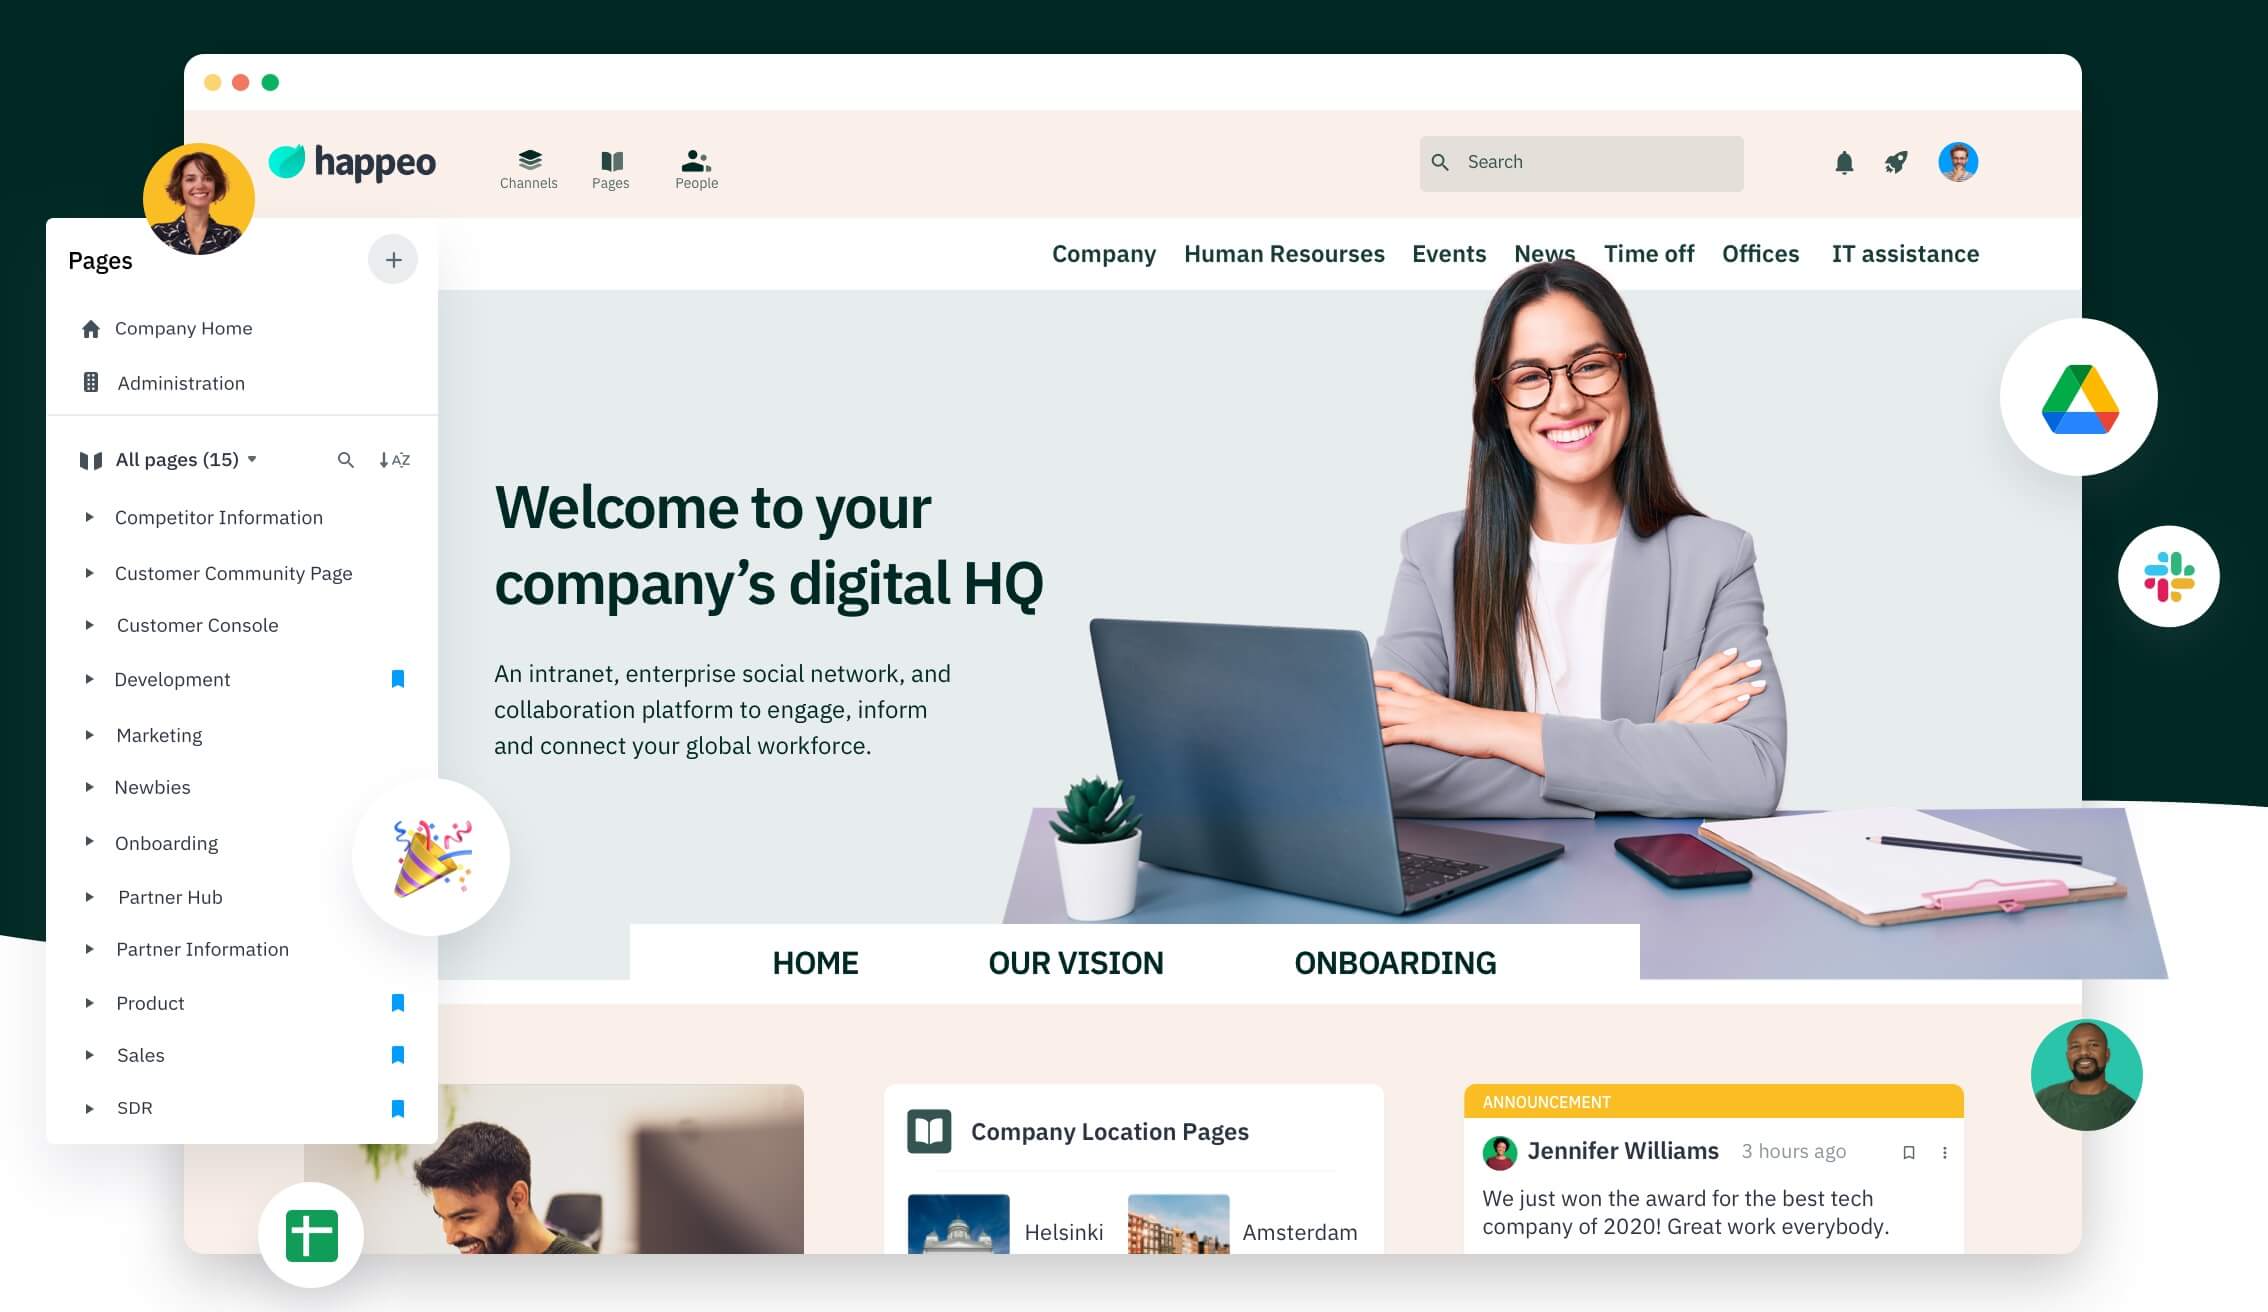 happeo
Channels
Pages
People
Search
Company
Human Resourses
Events
News
Time off
Offices
IT assistance
Pages
Company Home
Administration
All pages (15)
AZ
Competitor Information
Customer Community Page
Customer Console
Development
Marketing
Newbies
Onboarding
Partner Hub
Partner Information
Product
Sales
SDR
Welcome to your
company’s digital HQ
An intranet, enterprise social network, and
collaboration platform to engage, inform
and connect your global workforce.
HOME
OUR VISION
ONBOARDING
Company Location Pages
Helsinki
Amsterdam
ANNOUNCEMENT
Jennifer Williams 3 hours ago
We just won the award for the best tech
company of 2020! Great work everybody.